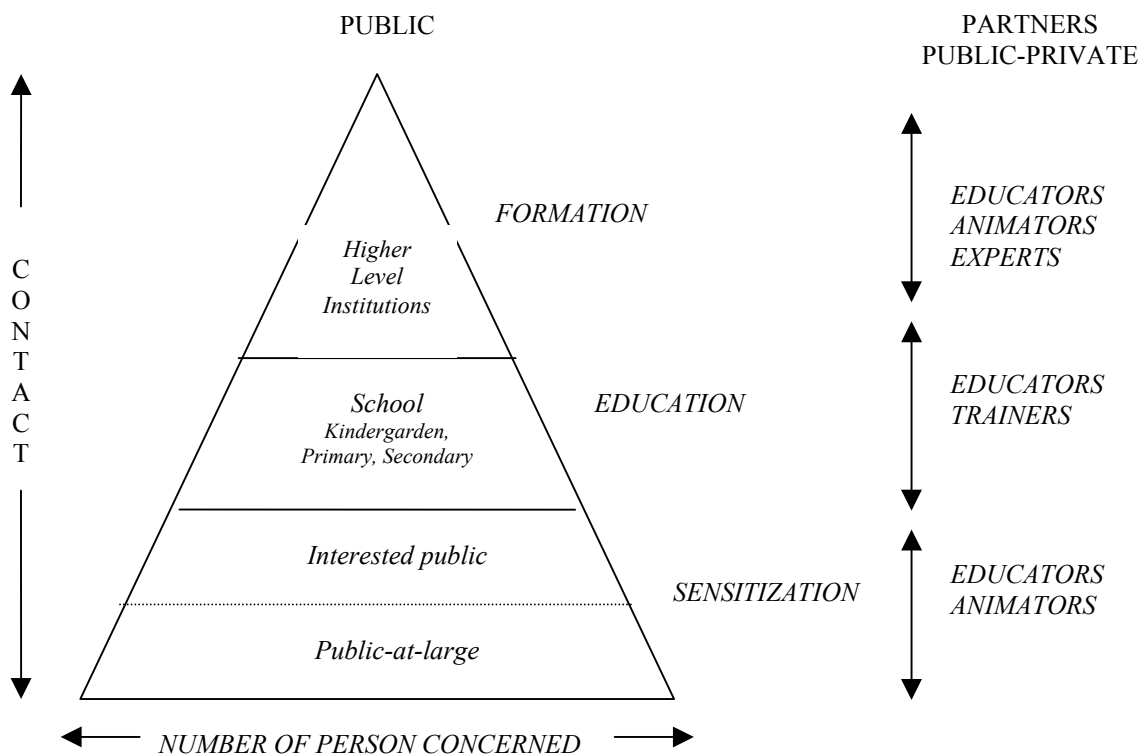 PUBLIC
PARTNERS
PUBLIC-PRIVATE
CONTACT
FORMATION
Higher
Level
Institutions
EDUCATORS
ANIMATORS
EXPERTS
School
Kindergarden,
Primary, Secondary
EDUCATION
EDUCATORS
TRAINERS
Interested public
SENSITIZATION
EDUCATORS
ANIMATORS
Public-at-large
NUMBER OF PERSON CONCERNED